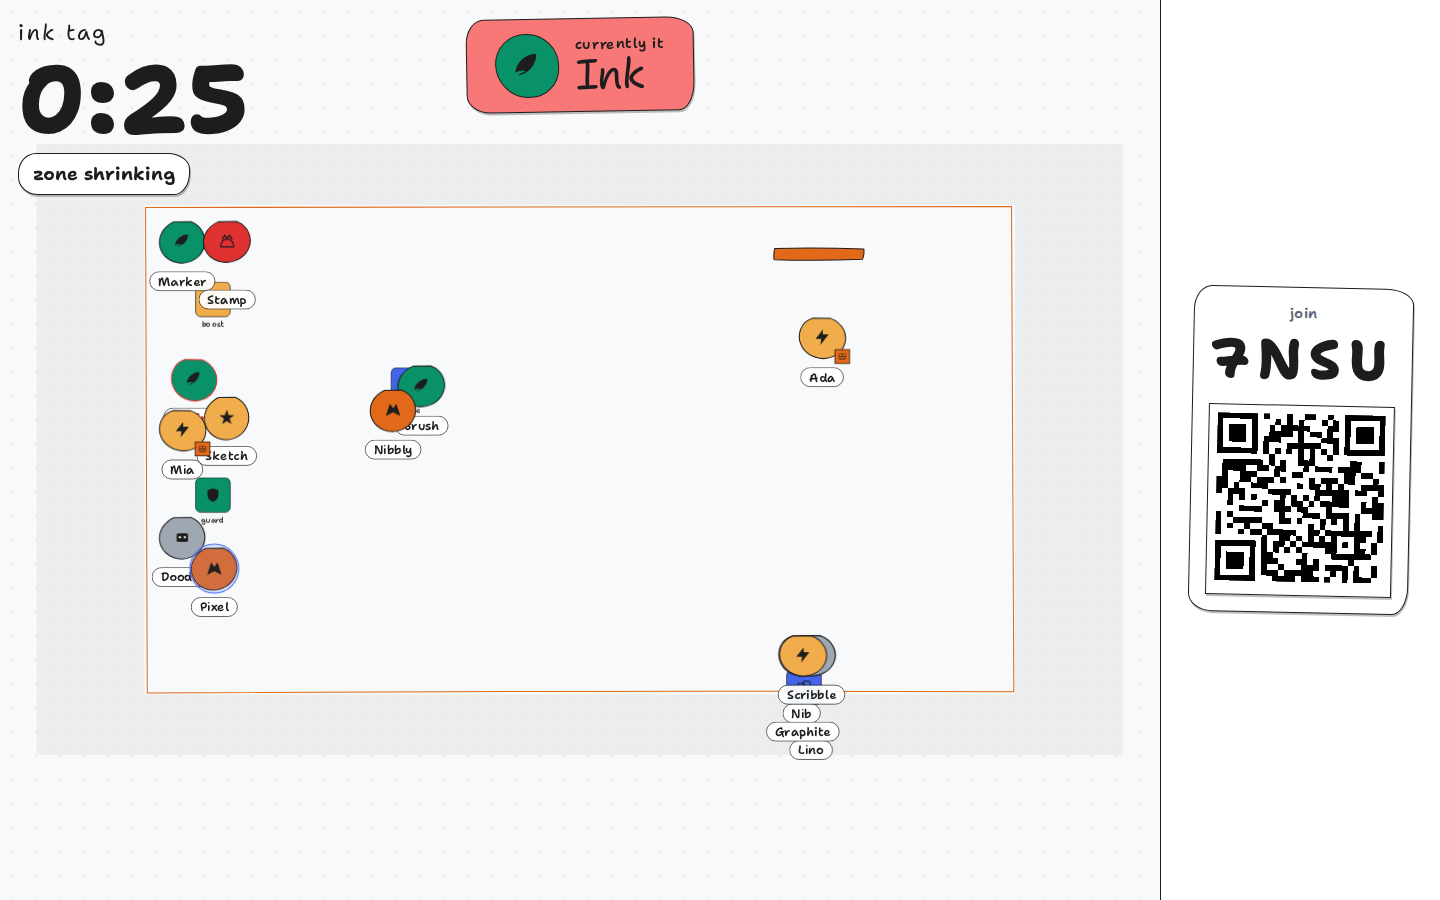 ink tag
0:25
currently it
Ink
zone shrinking
Marker
Stamp
boost
Ada
Brush
Nibbly
Sketch
Mia
guard
Pixel
Scribble
Nib
Graphite
Lino
join
7NSU